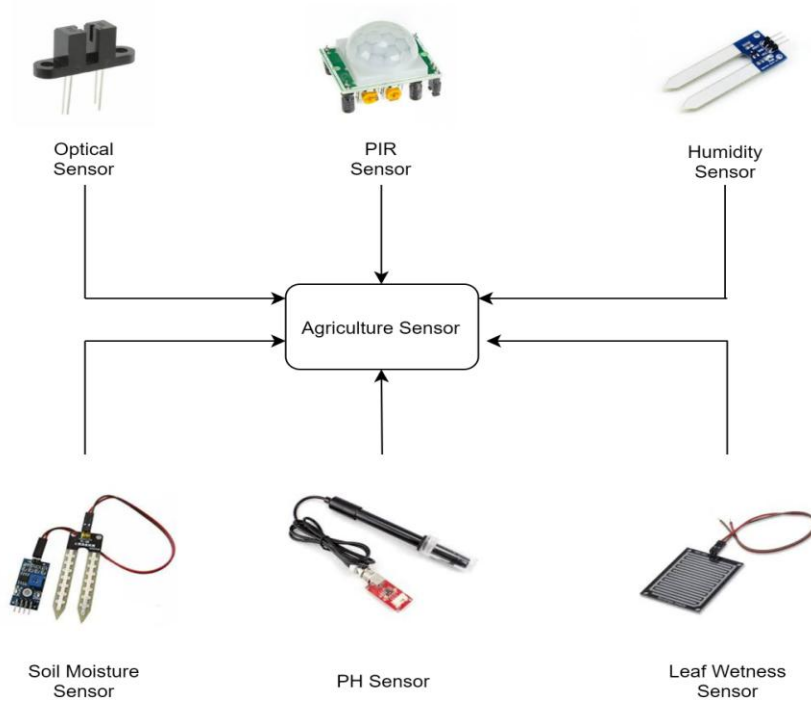 Optical
Sensor
PIR
Sensor
Humidity
Sensor
Agriculture Sensor
Soil Moisture
Sensor
PH Sensor
Leaf Wetness
Sensor